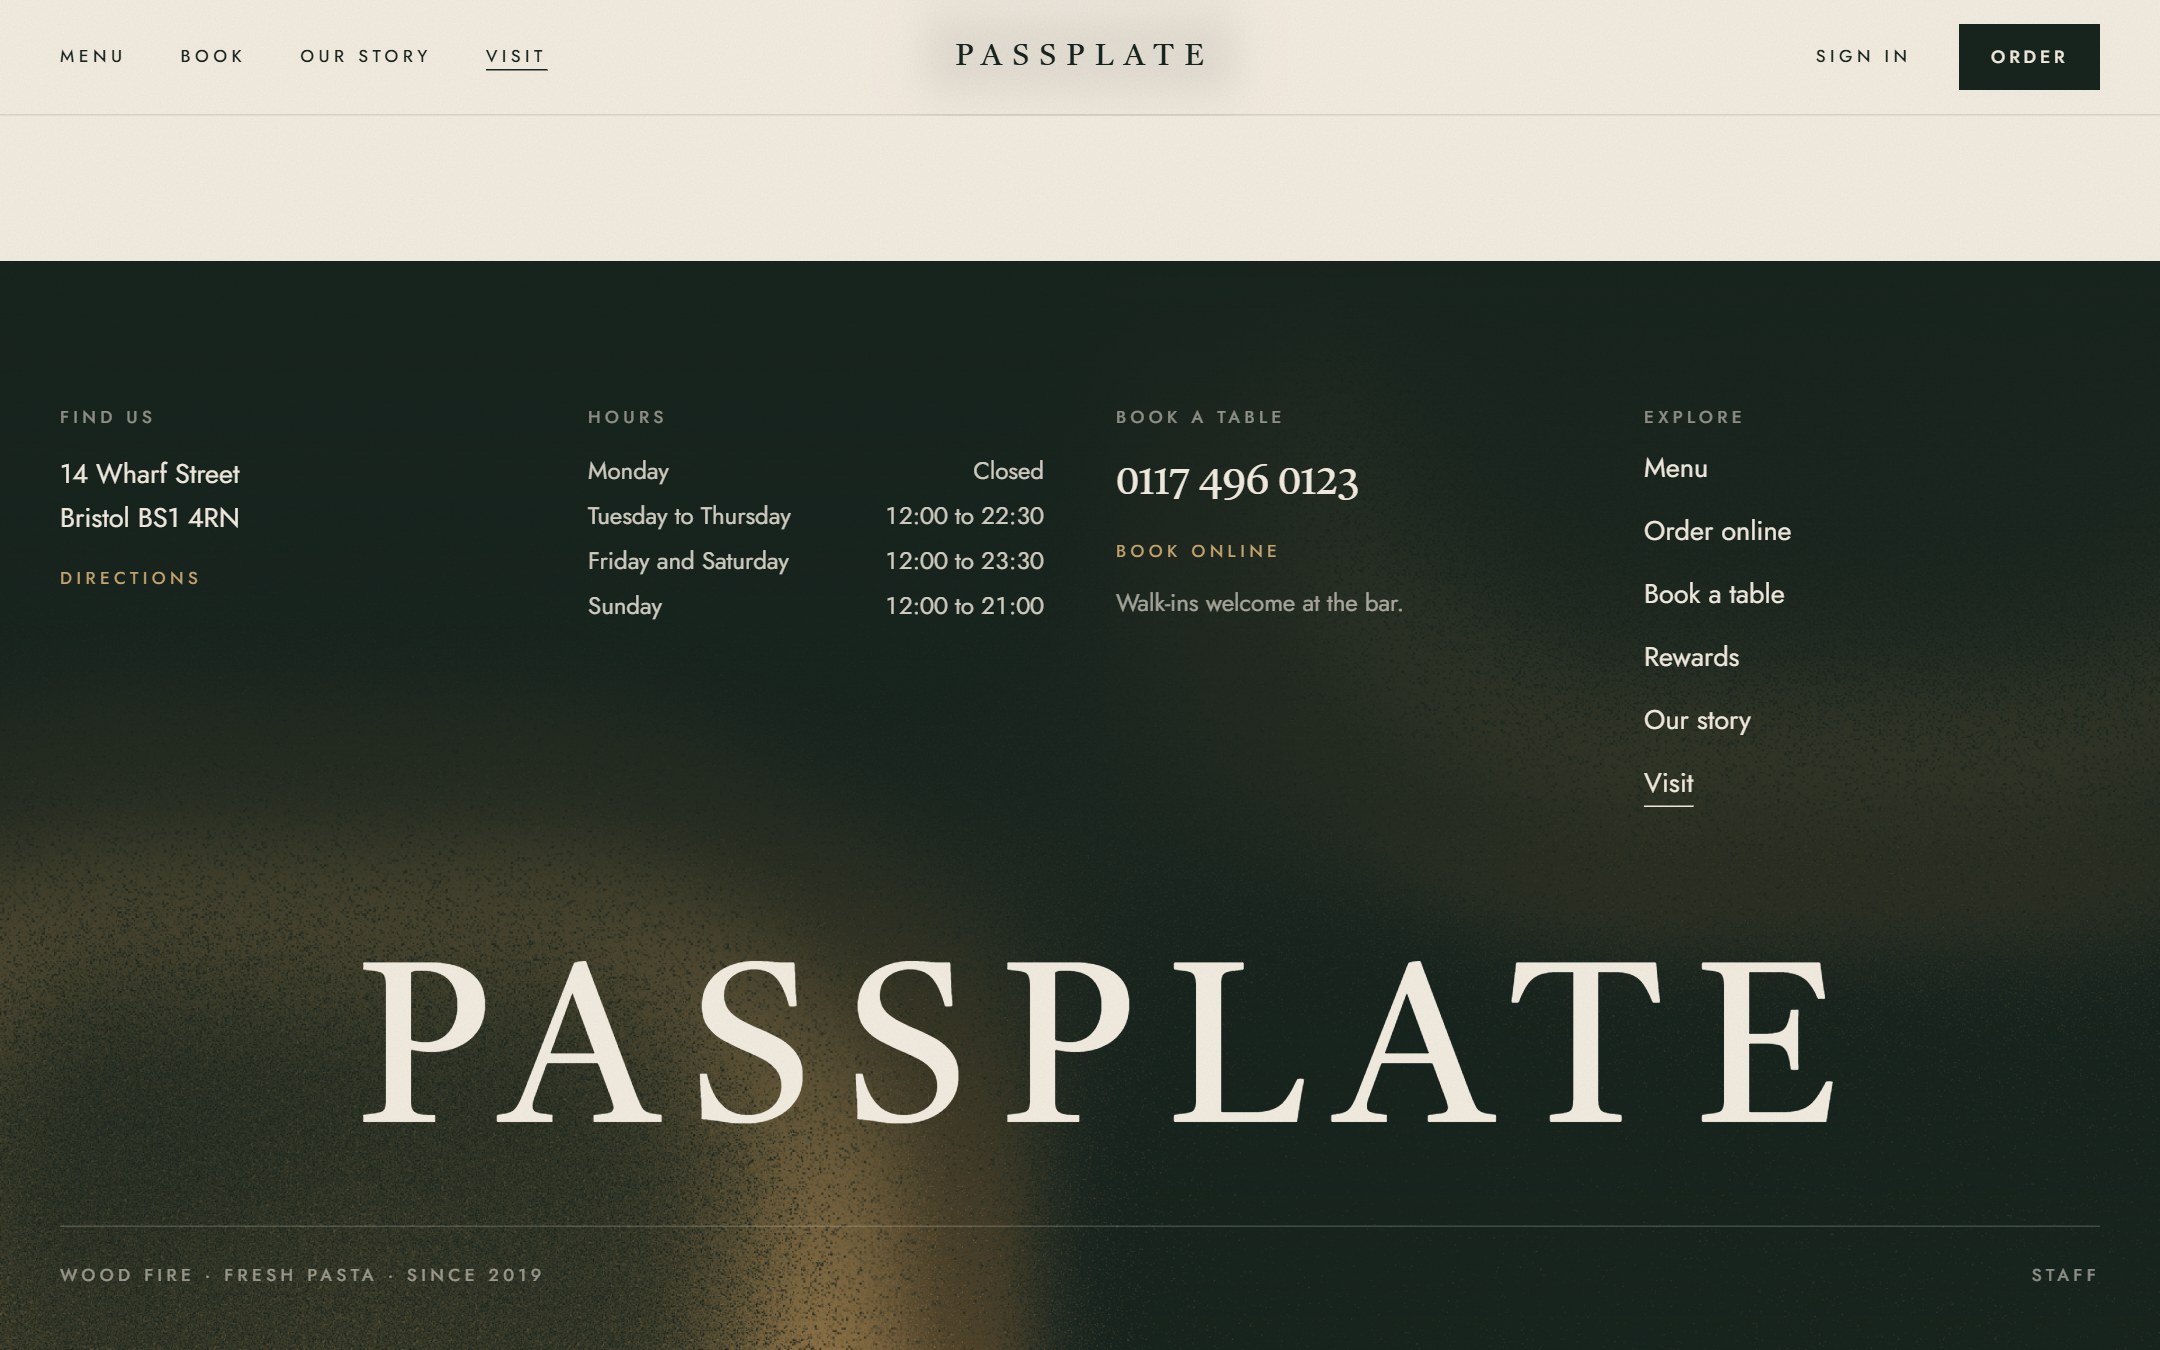 MENU BOOK OUR STORY VISIT PASSPLATE SIGN IN ORDER
FIND US
14 Wharf Street
Bristol BS1 4RN
DIRECTIONS
HOURS
Monday Closed
Tuesday to Thursday 12:00 to 22:30
Friday and Saturday 12:00 to 23:30
Sunday 12:00 to 21:00
BOOK A TABLE
0117 496 0123
BOOK ONLINE
Walk-ins welcome at the bar.
EXPLORE
Menu
Order online
Book a table
Rewards
Our story
Visit
PASSPLATE
WOOD FIRE · FRESH PASTA · SINCE 2019 STAFF